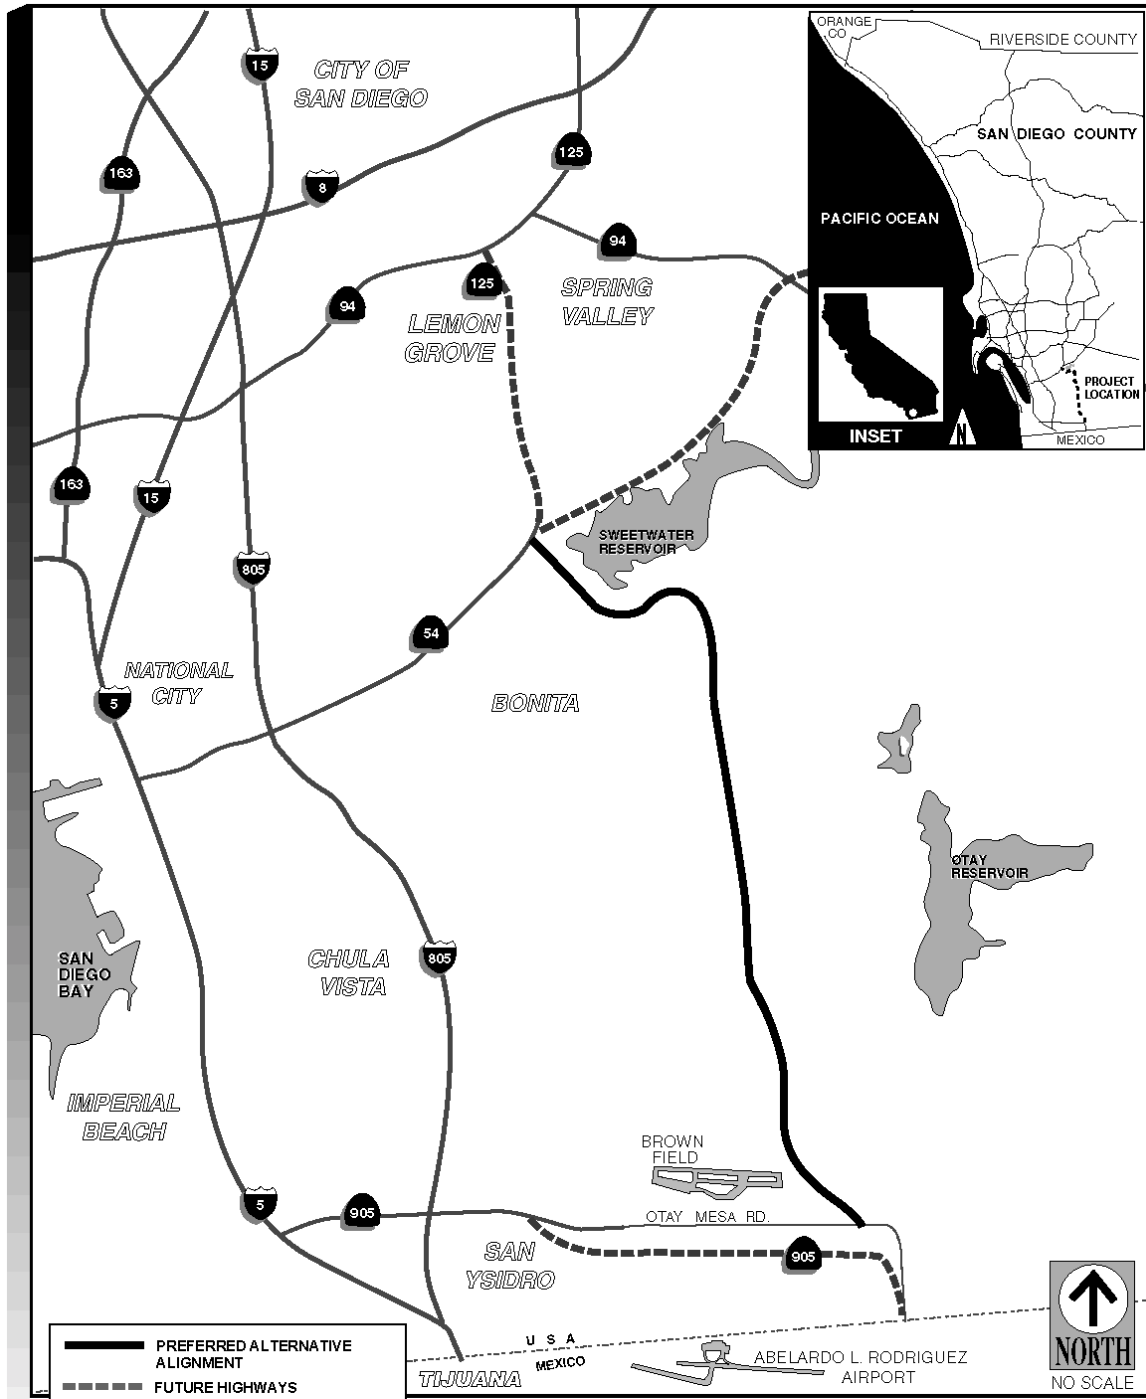 15
CITY OF
SAN DIEGO
163
8
125
94
94
125
SPRING
VALLEY
LEMON
GROVE
ORANGE
CO
RIVERSIDE COUNTY
SAN DIEGO COUNTY
PACIFIC OCEAN
PROJECT
LOCATION
INSET
N
MEXICO
163
15
SWEETWATER
RESERVOIR
805
54
NATIONAL
CITY
5
BONITA
OTAY
RESERVOIR
SAN
DIEGO
BAY
CHULA
VISTA
805
IMPERIAL
BEACH
BROWN
FIELD
5
905
OTAY MESA RD.
SAN
YSIDRO
905
NORTH
NO SCALE
USA
MEXICO
TIJUANA
ABELARDO L. RODRIGUEZ
AIRPORT
PREFERRED ALTERNATIVE
ALIGNMENT
FUTURE HIGHWAYS